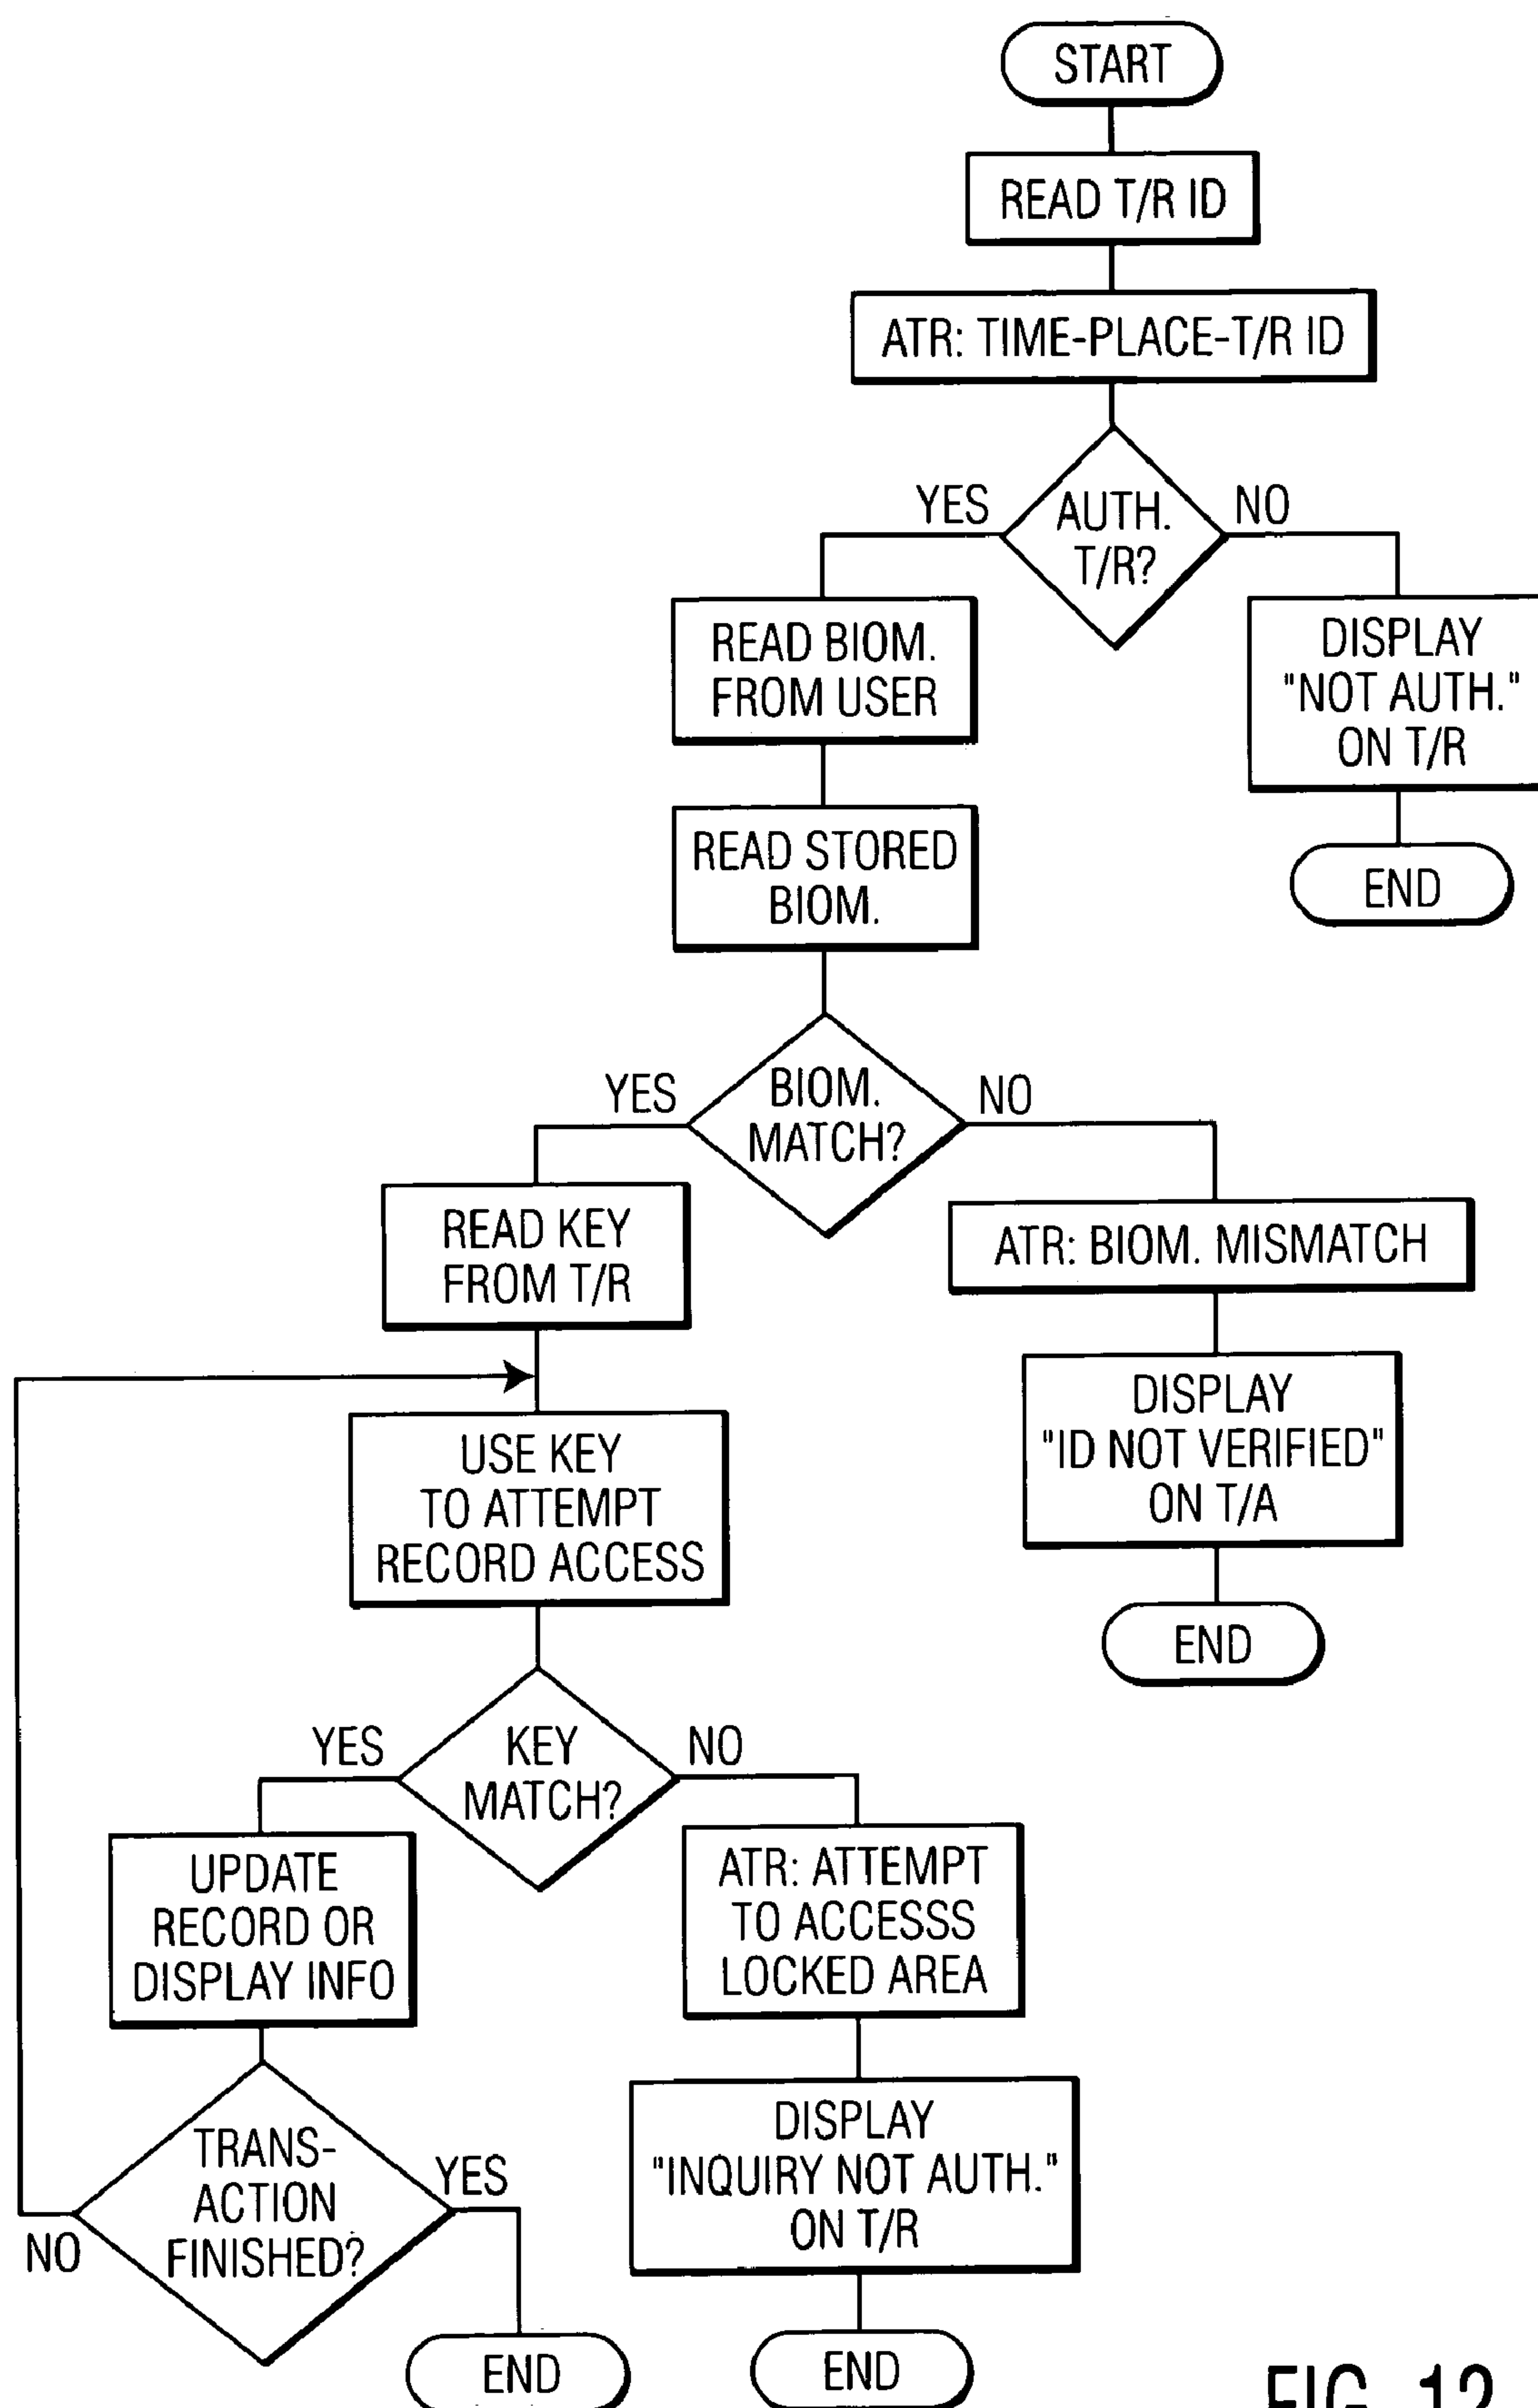 START
READ T/R ID
ATR: TIME-PLACE-T/R ID
YES
AUTH.
T/R?
NO
READ BIOM.
FROM USER
DISPLAY
"NOT AUTH."
ON T/R
READ STORED
BIOM.
END
YES
BIOM.
MATCH?
NO
READ KEY
FROM T/R
ATR: BIOM. MISMATCH
DISPLAY
"ID NOT VERIFIED"
ON T/A
USE KEY
TO ATTEMPT
RECORD ACCESS
END
YES
KEY
MATCH?
NO
UPDATE
RECORD OR
DISPLAY INFO
ATR: ATTEMPT
TO ACCESSS
LOCKED AREA
TRANS-
ACTION
FINISHED?
YES
NO
DISPLAY
"INQUIRY NOT AUTH."
ON T/R
END
END
FIG. 12